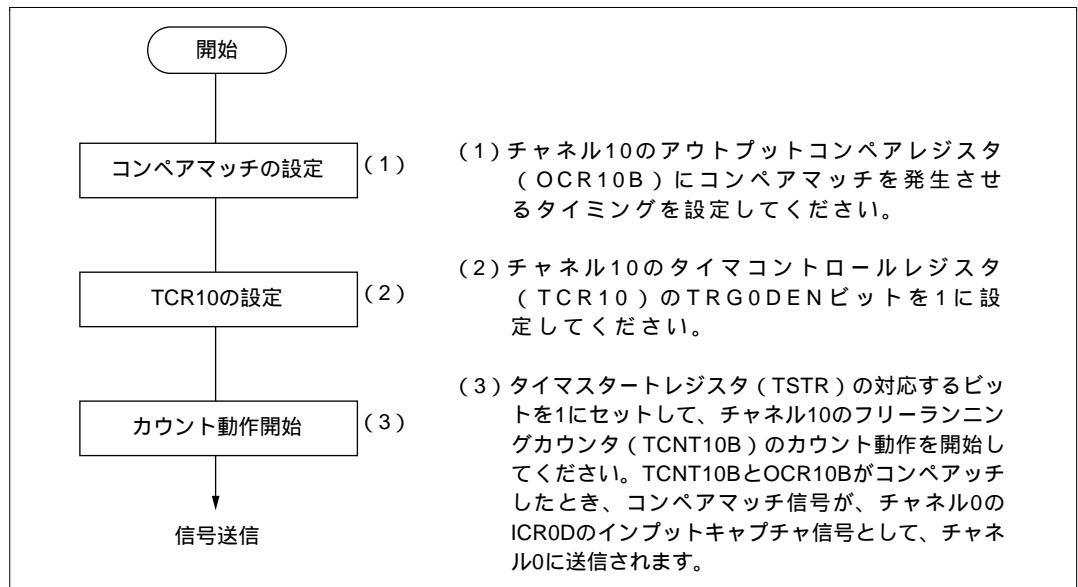 開始
コンペアマッチの設定
(1)
(1)チャネル10のアウトプットコンペアレジスタ
(OCR10B)にコンペアマッチを発生させ
るタイミングを設定してください。
TCR10の設定
(2)
(2)チャネル10のタイマコントロールレジスタ
(TCR10)のTRG0DENビットを1に設
定してください。
カウント動作開始
(3)
(3)タイマスタートレジスタ(TSTR)の対応するビッ
トを1にセットして、チャネル10のフリーランニン
グカウンタ(TCNT10B)のカウント動作を開始し
てください。TCNT10BとOCR10Bがコンペアッチ
したとき、コンペアマッチ信号が、チャネル0の
ICR0Dのインプットキャプチャ信号として、チャネ
ル0に送信されます。
信号送信